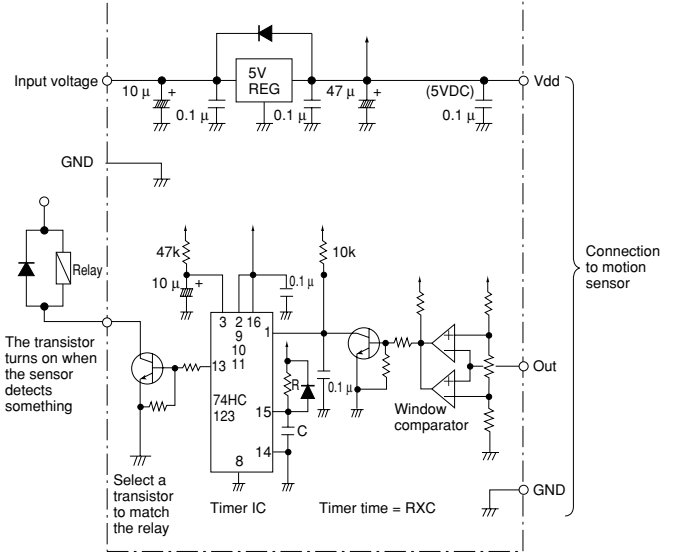 Input voltage
10 µ
+
0.1 µ
5V
REG
0.1 µ
47 µ
+
(5VDC)
0.1 µ
Vdd
GND
Relay
The transistor
turns on when
the sensor
detects
something
47k
10 µ
+
0.1 µ
10k
3
2
16
9
10
11
1
13
74HC
123
15
14
8
R
C
0.1 µ
Window
comparator
+
−
+
−
Out
Connection
to motion
sensor
GND
Select a
transistor
to match
the relay
Timer IC
Timer time = RXC